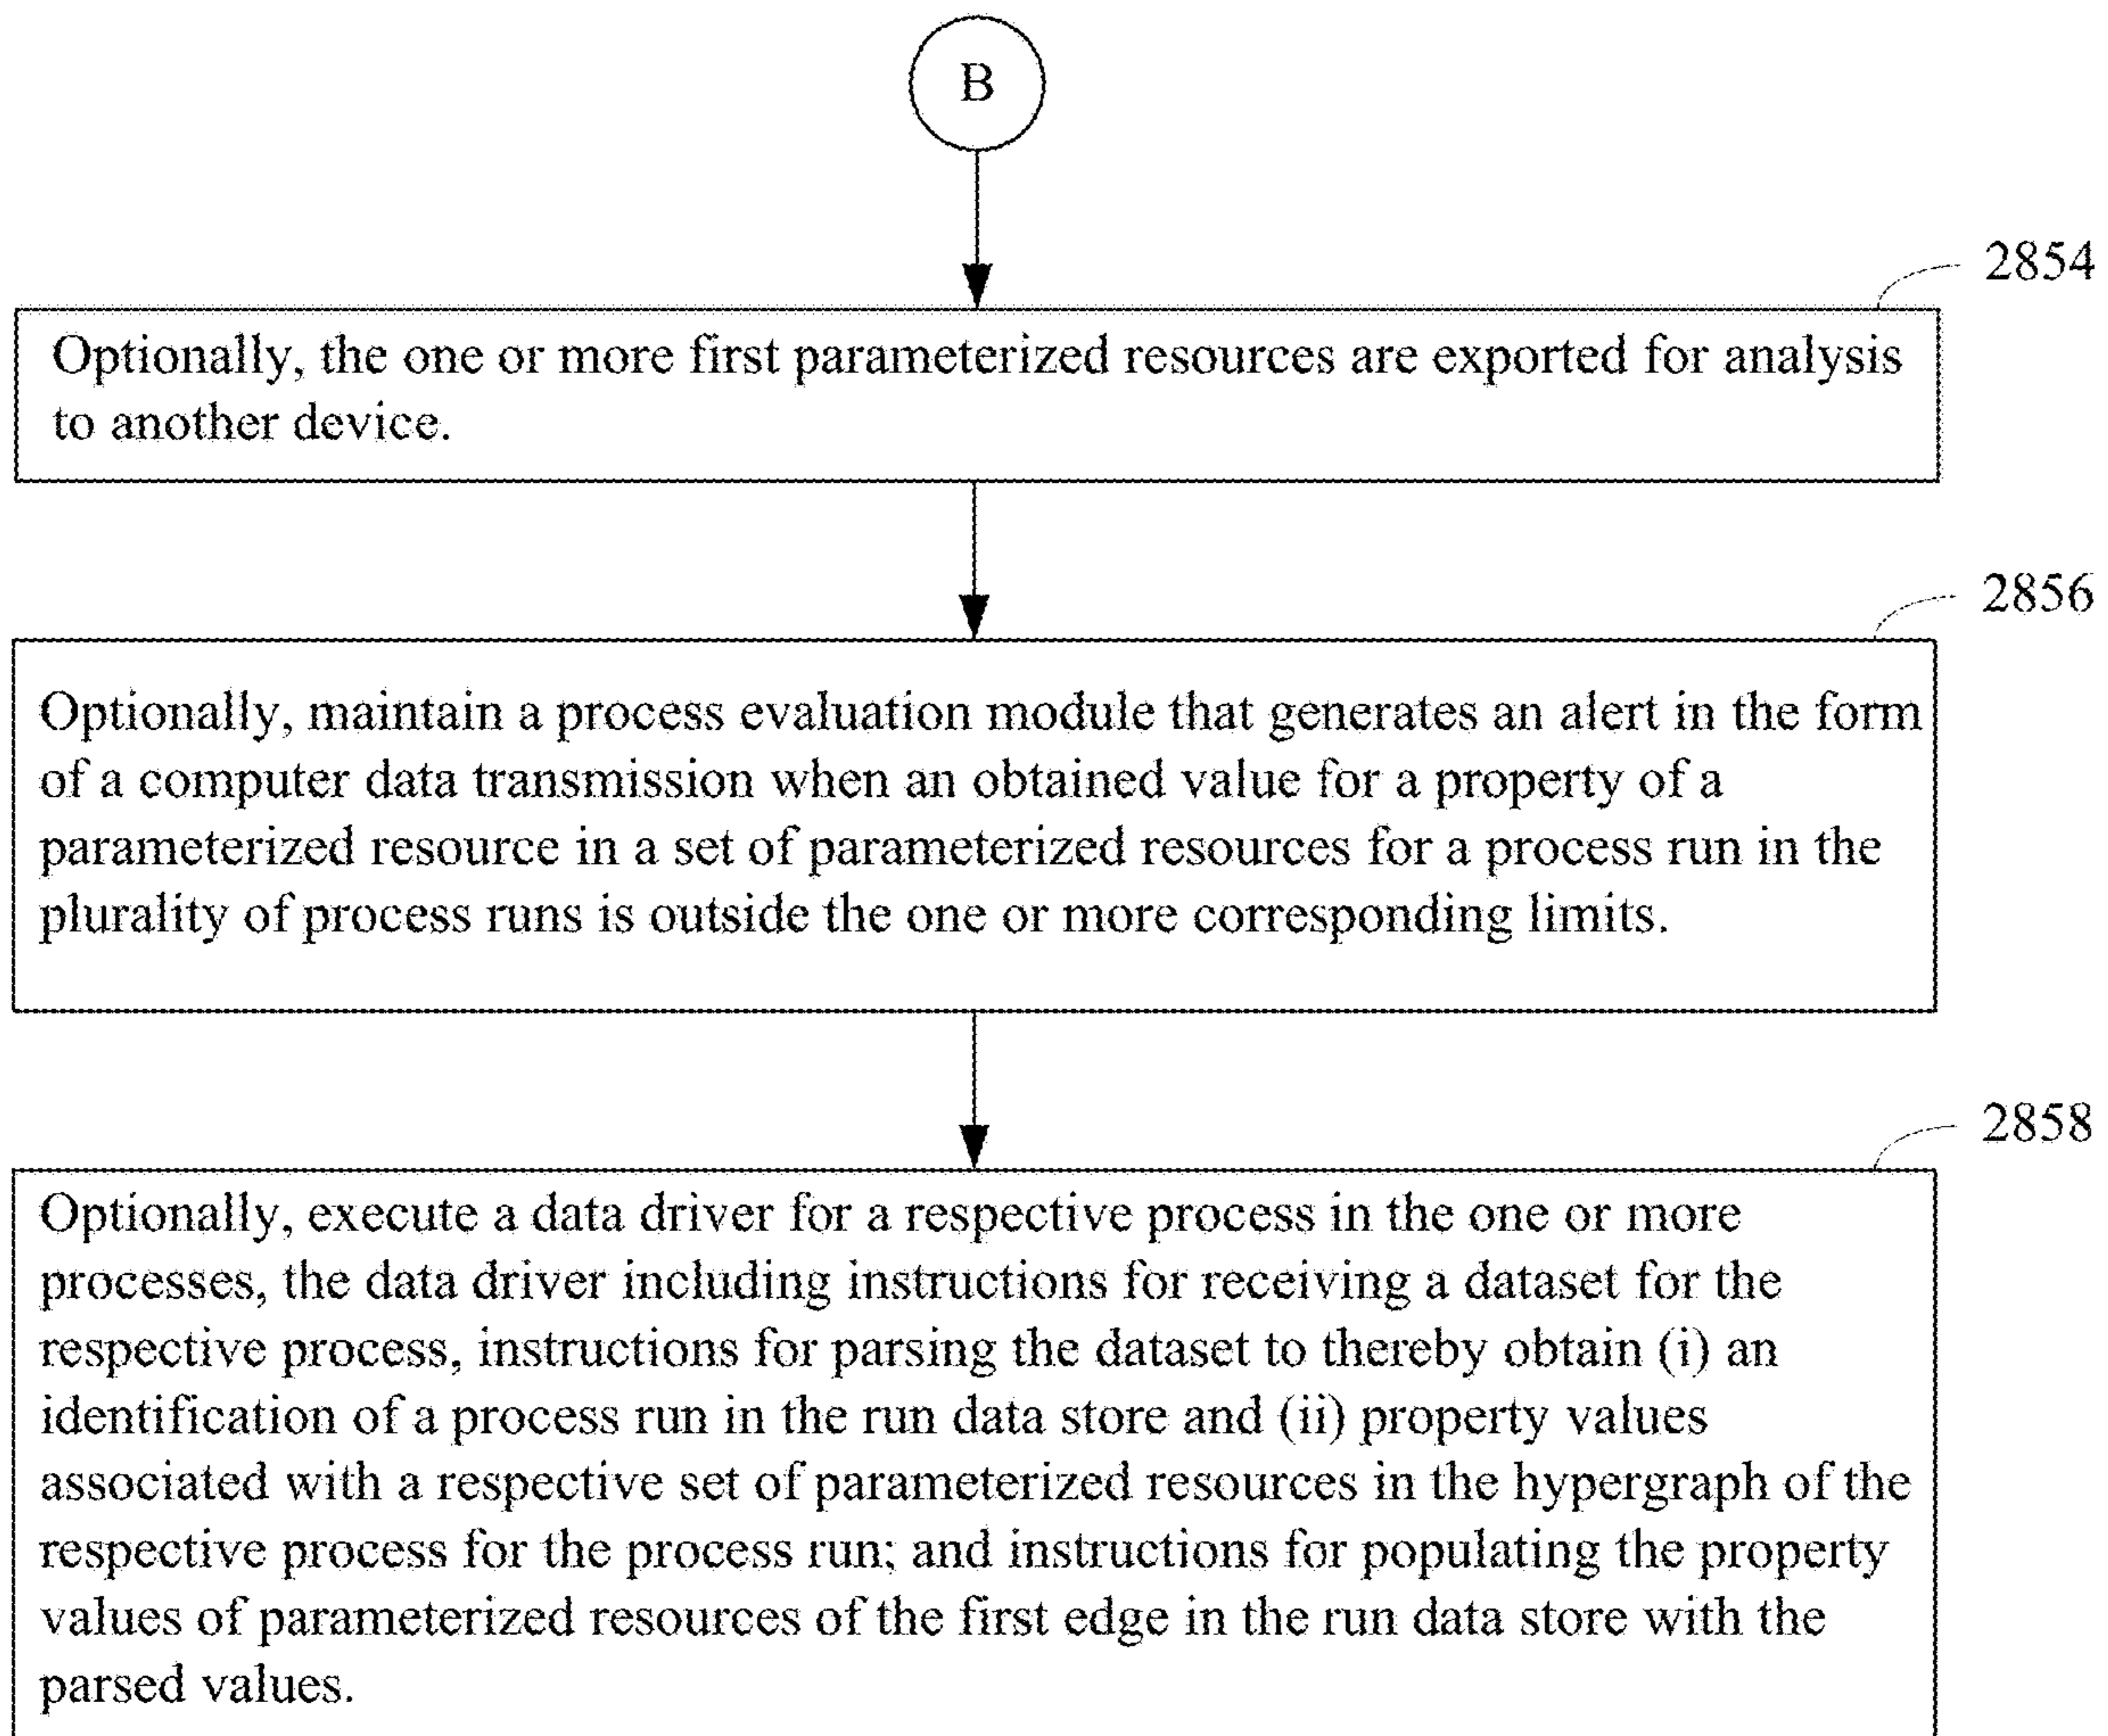 B
2854
Optionally, the one or more first parameterized resources are exported for analysis
to another device.
2856
Optionally, maintain a process evaluation module that generates an alert in the form
of a computer data transmission when an obtained value for a property of a
parameterized resource in a set of parameterized resources for a process run in the
plurality of process runs is outside the one or more corresponding limits.
2858
Optionally, execute a data driver for a respective process in the one or more
processes, the data driver including instructions for receiving a dataset for the
respective process, instructions for parsing the dataset to thereby obtain (i) an
identification of a process run in the run data store and (ii) property values
associated with a respective set of parameterized resources in the hypergraph of the
respective process for the process run; and instructions for populating the property
values of parameterized resources of the first edge in the run data store with the
parsed values.